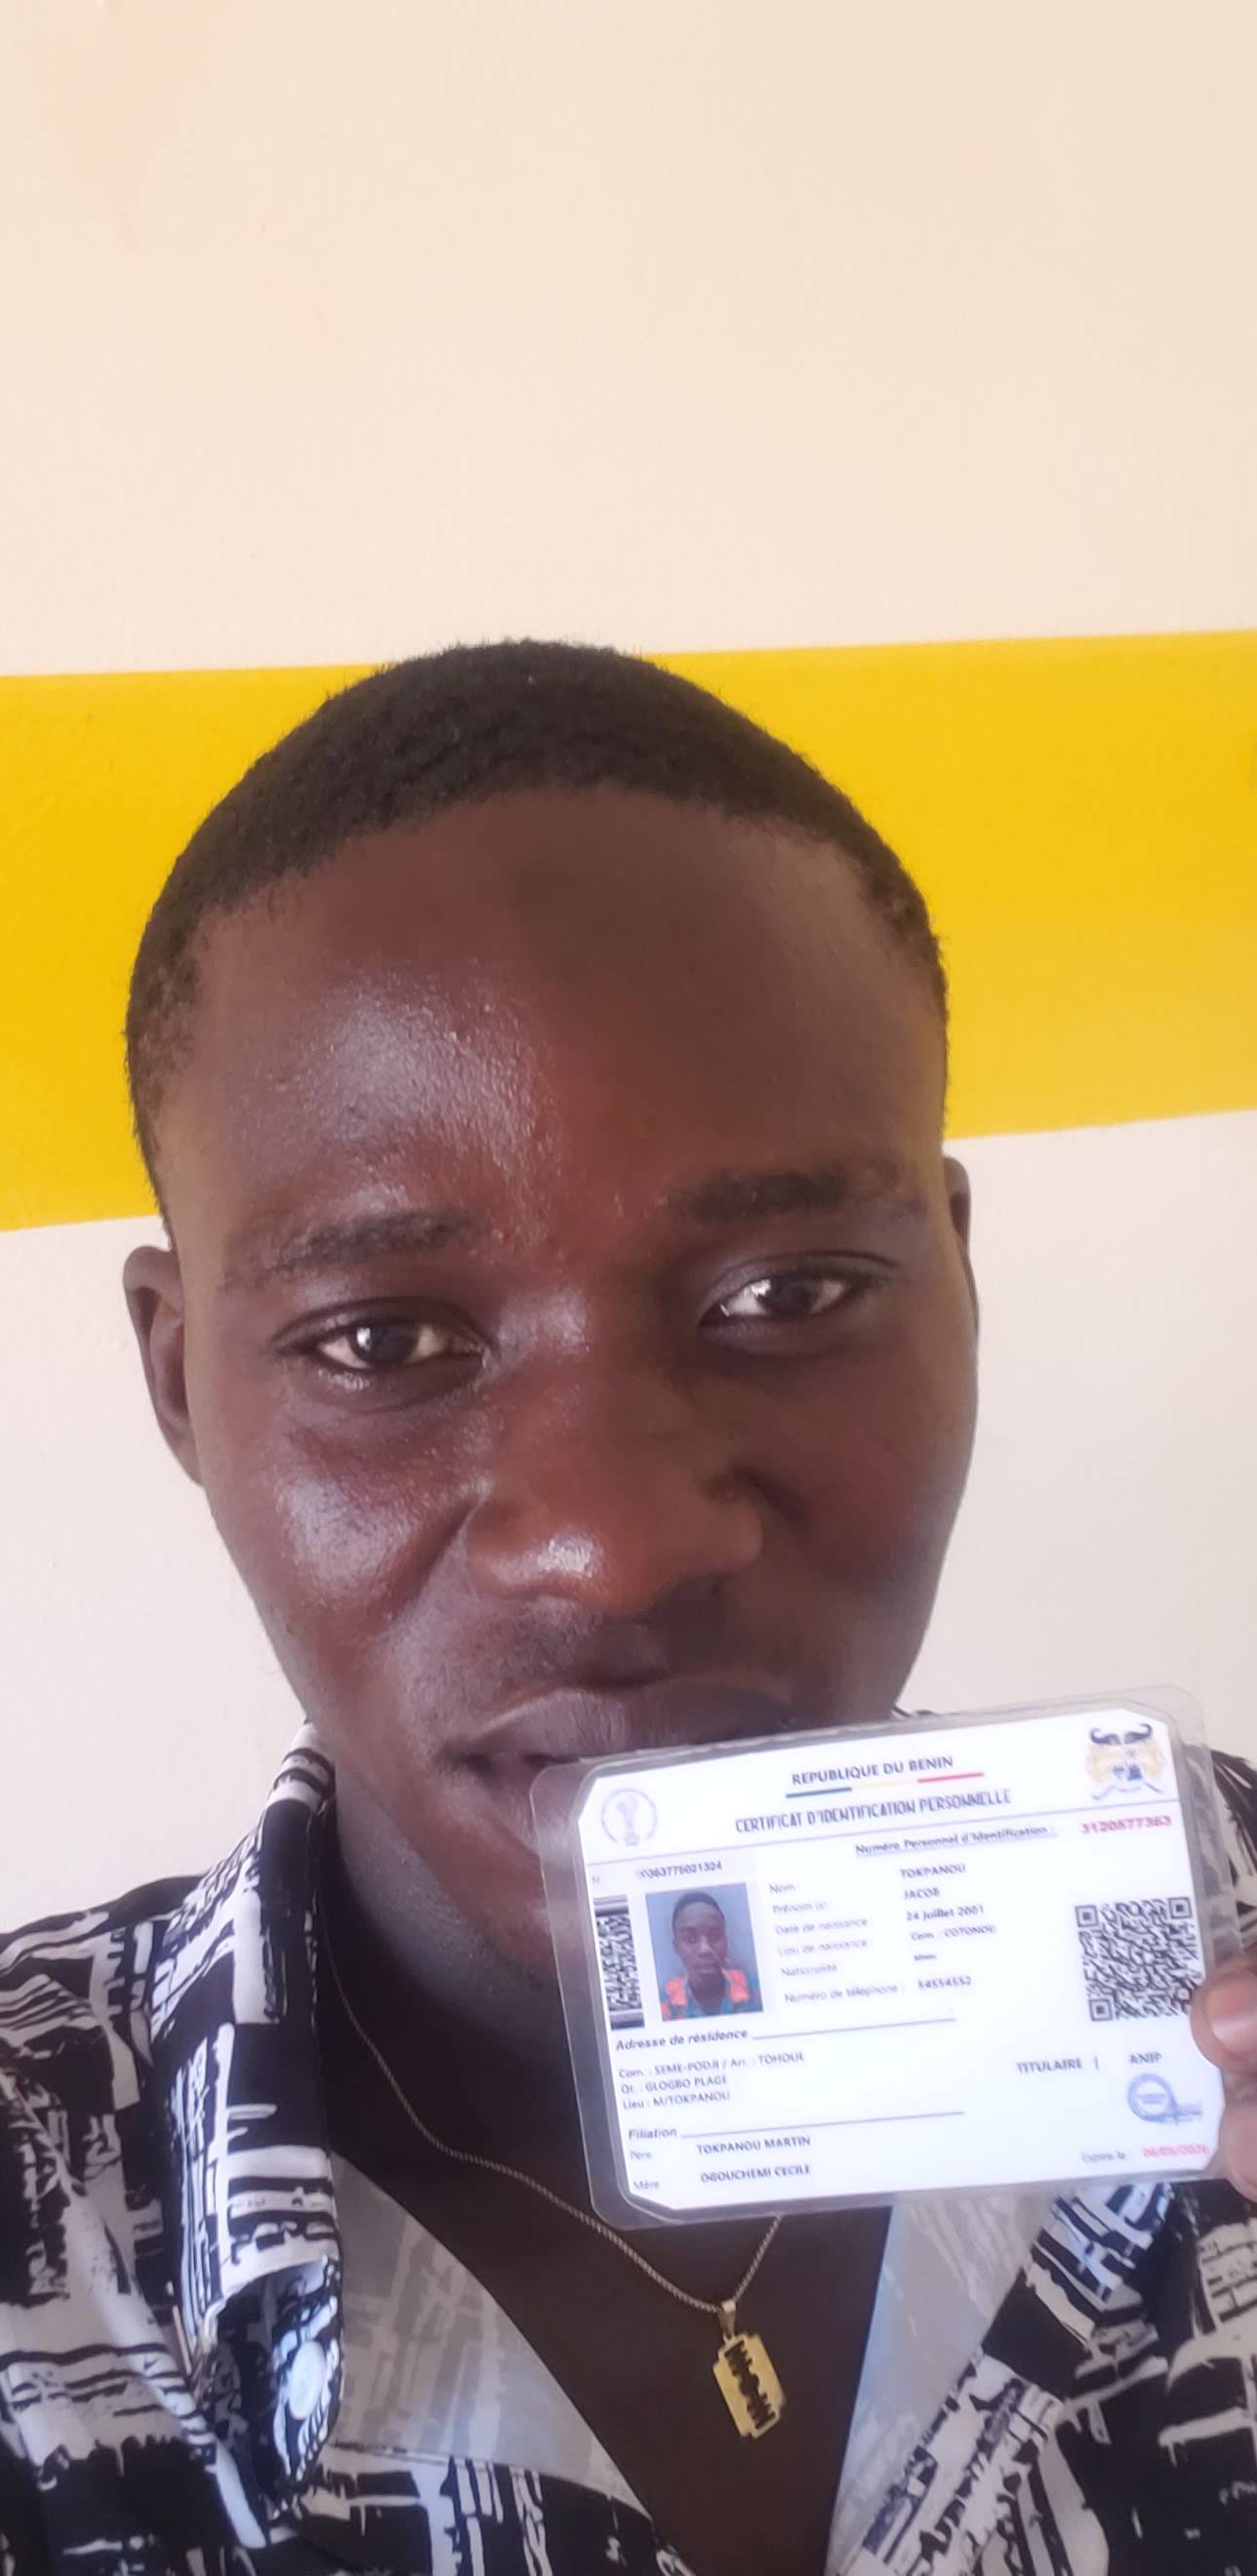 REPUBLIQUE DU BENIN
CERTIFICAT D'IDENTIFICATION PERSONNELLE
Numéro Personnel d'Identification : 3120877363
Nom TOKPANOU
Prénom (s) JACOB
Date de naissance 24 Juillet 2001
Lieu de naissance Com. : COTONOU
Nationalité
Numéro de téléphone : 54554552
Adresse de résidence
Com. : SEME-PODJI / Arr. : TOHOUE
Qt. : GLOGBO PLAGE
Lieu : M/TOKPANOU
TITULAIRE | ANIP
Filiation
Père TOKPANOU MARTIN
Mère OGOUCHEMI CECILE
Expire le